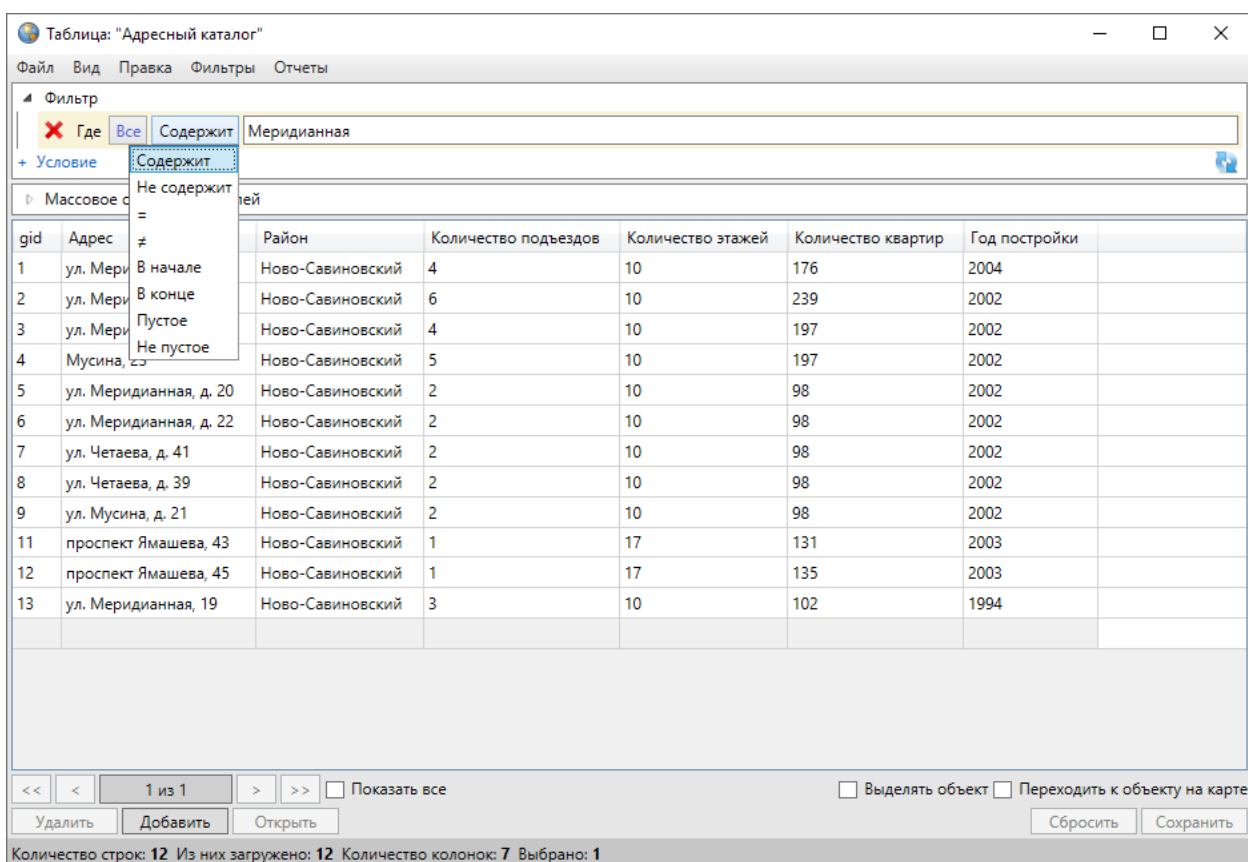 Таблица: "Адресный каталог"
Файл Вид Правка Фильтры Отчеты
Фильтр
Где Все Содержит Меридианная
+ Условие
Содержит
Не содержит
=
≠
В начале
В конце
Пустое
Не пустое
Массовое
gid Адрес Район Количество подъездов Количество этажей Количество квартир Год постройки
1 ул. Мери Ново-Савиновский 4 10 176 2004
2 ул. Мери Ново-Савиновский 6 10 239 2002
3 ул. Мери Ново-Савиновский 4 10 197 2002
4 Мусина, 23 Ново-Савиновский 5 10 197 2002
5 ул. Меридианная, д. 20 Ново-Савиновский 2 10 98 2002
6 ул. Меридианная, д. 22 Ново-Савиновский 2 10 98 2002
7 ул. Четаева, д. 41 Ново-Савиновский 2 10 98 2002
8 ул. Четаева, д. 39 Ново-Савиновский 2 10 98 2002
9 ул. Мусина, д. 21 Ново-Савиновский 2 10 98 2002
11 проспект Ямашева, 43 Ново-Савиновский 1 17 131 2003
12 проспект Ямашева, 45 Ново-Савиновский 1 17 135 2003
13 ул. Меридианная, 19 Ново-Савиновский 3 10 102 1994
<< < 1 из 1 > >> Показать все Выделять объект Переходить к объекту на карте
Удалить Добавить Открыть Сбросить Сохранить
Количество строк: 12 Из них загружено: 12 Количество колонок: 7 Выбрано: 1